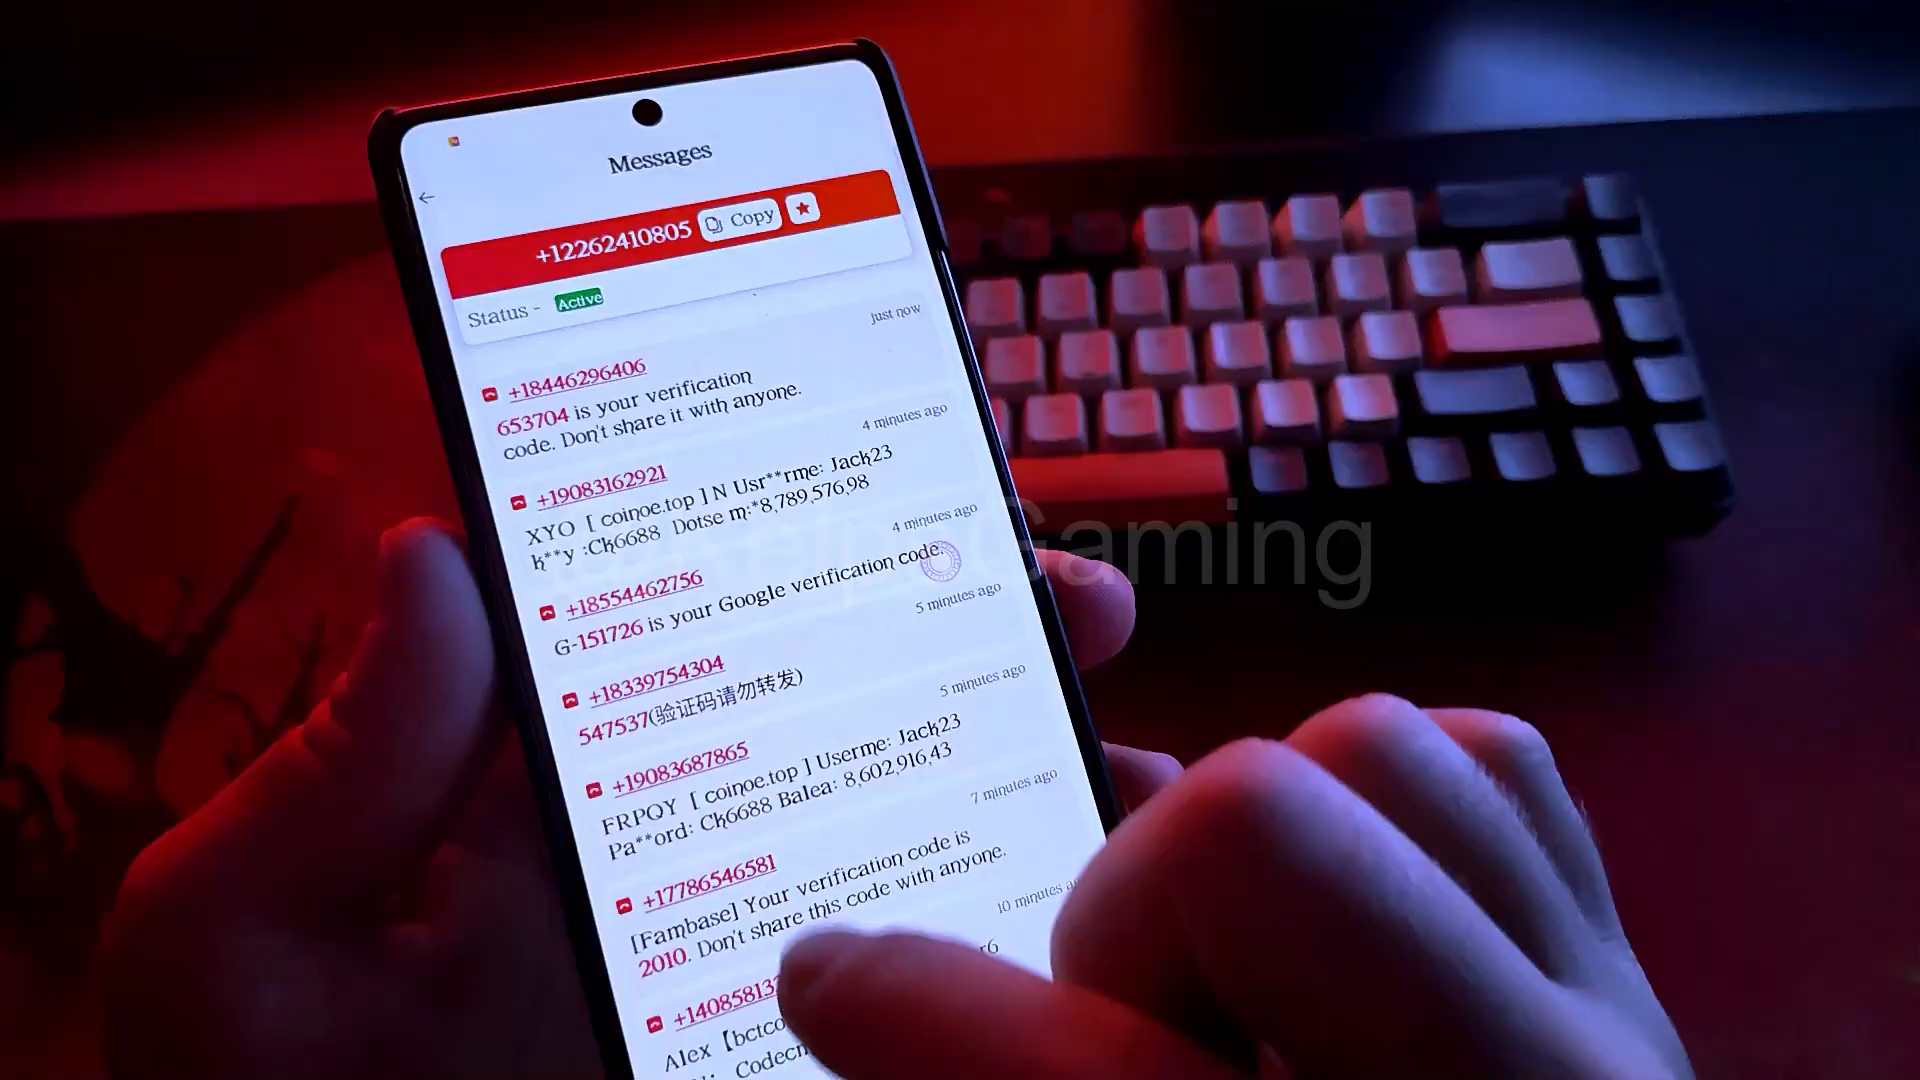 Messages
+12262410805 Copy
Status - Active
just now
+18446296406
653704 is your verification
code. Don't share it with anyone.
4 minutes ago
+19083162921
XYO [ coinoe.top ] N Usr**rme: Jack23
k**y :Ck6688 Dotse m:*8,789,576,98
4 minutes ago
+18554462756
G-151726 is your Google verification code.
5 minutes ago
+18339754304
547537(验证码请勿转发)
5 minutes ago
+19083687865
FRPQY [ coinoe.top ] Userme: Jack23
Pa**ord: Ck6688 Balea: 8,602,916,43
7 minutes ago
+17786546581
[Fambase] Your verification code is
2010. Don't share this code with anyone.
10 minutes
Alex
Gaming